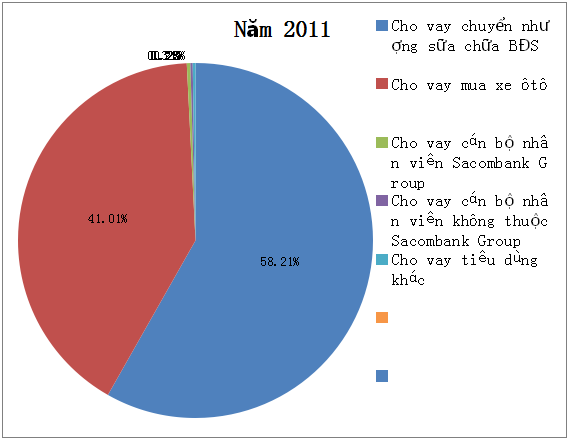 Năm 2011
Cho vay chuyển như
ợng sữa chữa BĐS
Cho vay mua xe ôtô
Cho vay cán bộ nhâ
n viên Sacombank G
roup
Cho vay cán bộ nhâ
n viên không thuộc
Sacombank Group
Cho vay tiêu dùng
khác
41.01%
58.21%